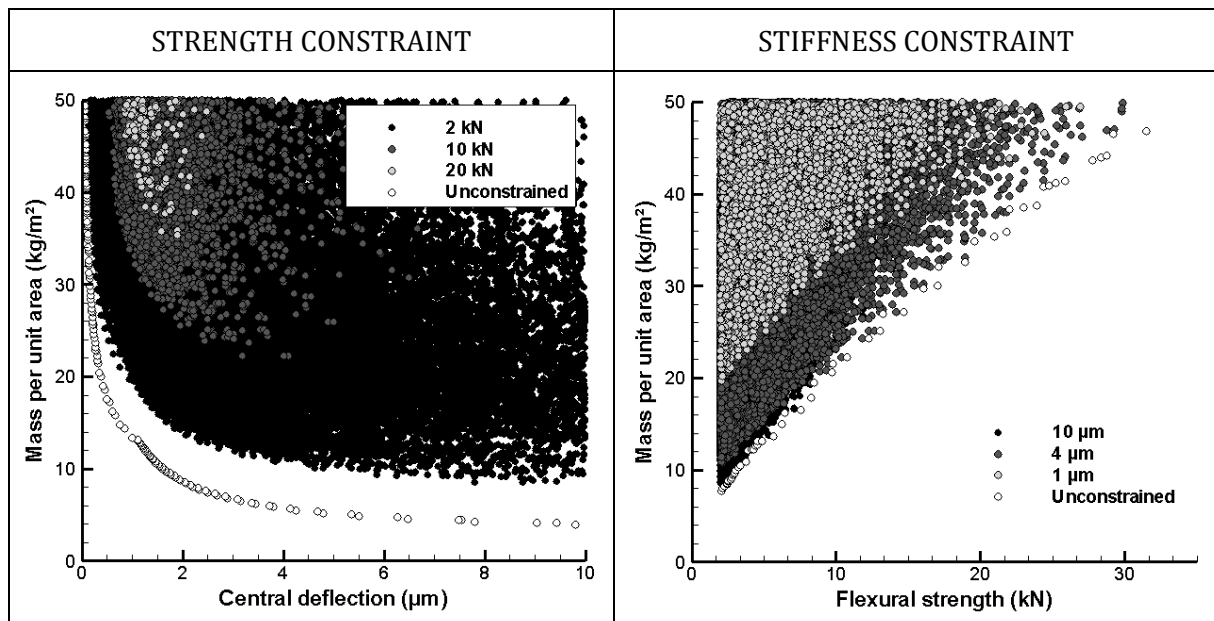 STRENGTH CONSTRAINT
STIFFNESS CONSTRAINT
50
40
30
20
10
0
Mass per unit area (kg/m²)
2 kN
10 kN
20 kN
Unconstrained
0
2
4
6
8
10
Central deflection (µm)
50
40
30
20
10
0
Mass per unit area (kg/m²)
10 µm
4 µm
1 µm
Unconstrained
0
10
20
30
Flexural strength (kN)